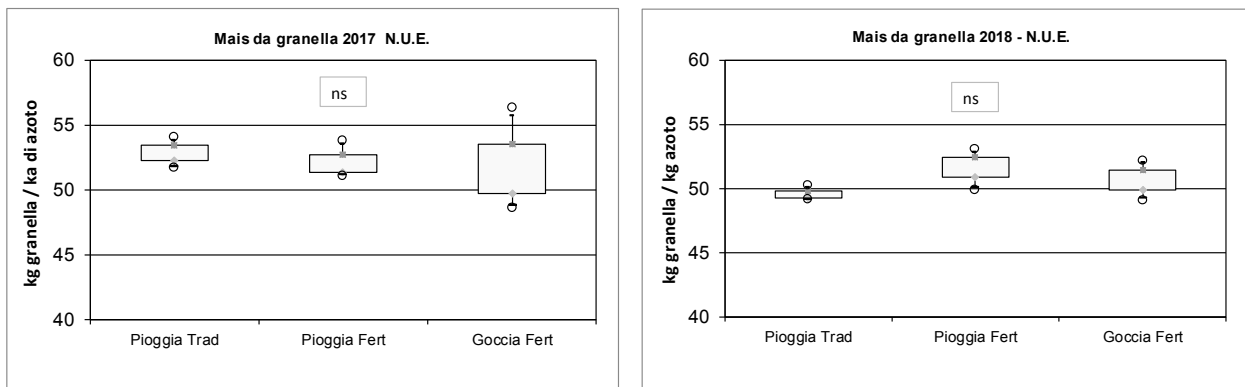 Mais da granella 2017 N.U.E.
60
55
50
45
40
kg granella / ka di azoto
ns
Pioggia Trad
Pioggia Fert
Goccia Fert
Mais da granella 2018 - N.U.E.
60
55
50
45
40
kg granella / kg azoto
ns
Pioggia Trad
Pioggia Fert
Goccia Fert